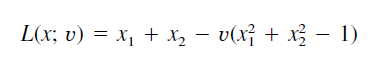 L(x; v) = x₁ + x₂ − v(x₁² + x₂² − 1)